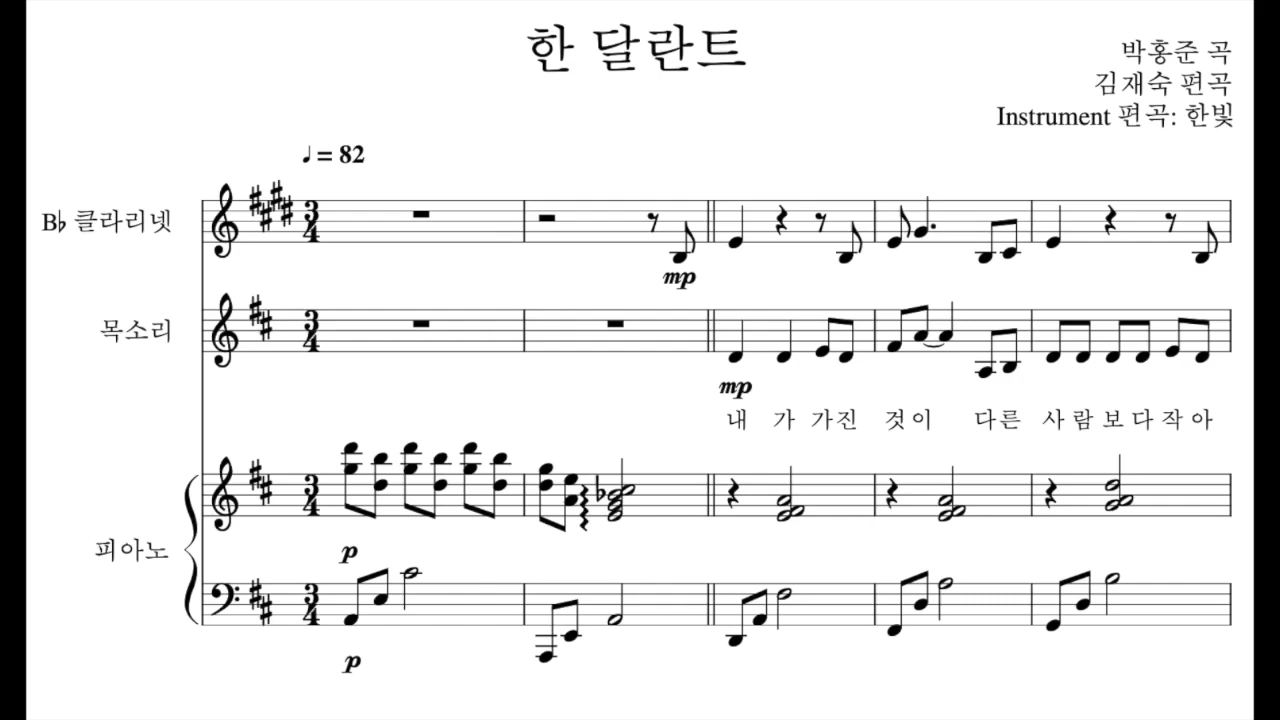 한 달란트
박홍준 곡
김재숙 편곡
Instrument 편곡: 한빛
♩ = 82
B♭ 클라리넷
mp
목소리
mp
내 가 가진 것이 다른 사람보다작아
피아노
p
p